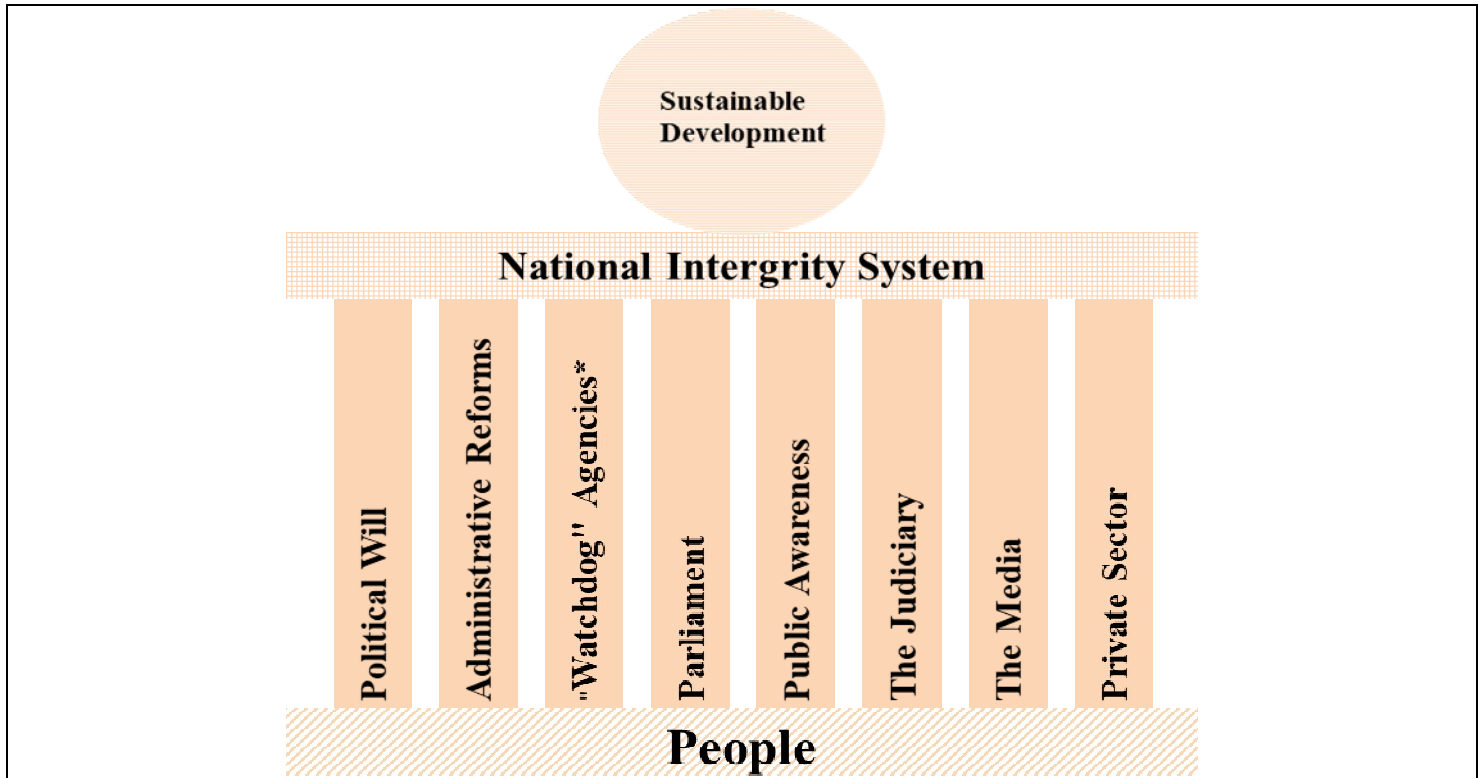 Sustainable
Development
National Intergrity System
Political Will
Administrative Reforms
"Watchdog" Agencies*
Parliament
Public Awareness
The Judiciary
The Media
Private Sector
People